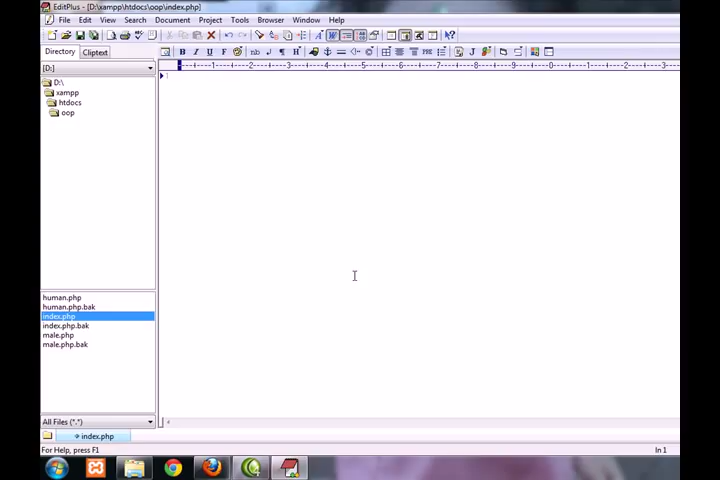 EditPlus - [D:\xampp\htdocs\oop\index.php]
File Edit View Search Document Project Tools Browser Window Help
Directory Cliptext
[D:]
D:\
xampp
htdocs
oop
human.php
human.php.bak
index.php
index.php.bak
male.php
male.php.bak
All Files (*.*)
index.php
For Help, press F1
ln 1